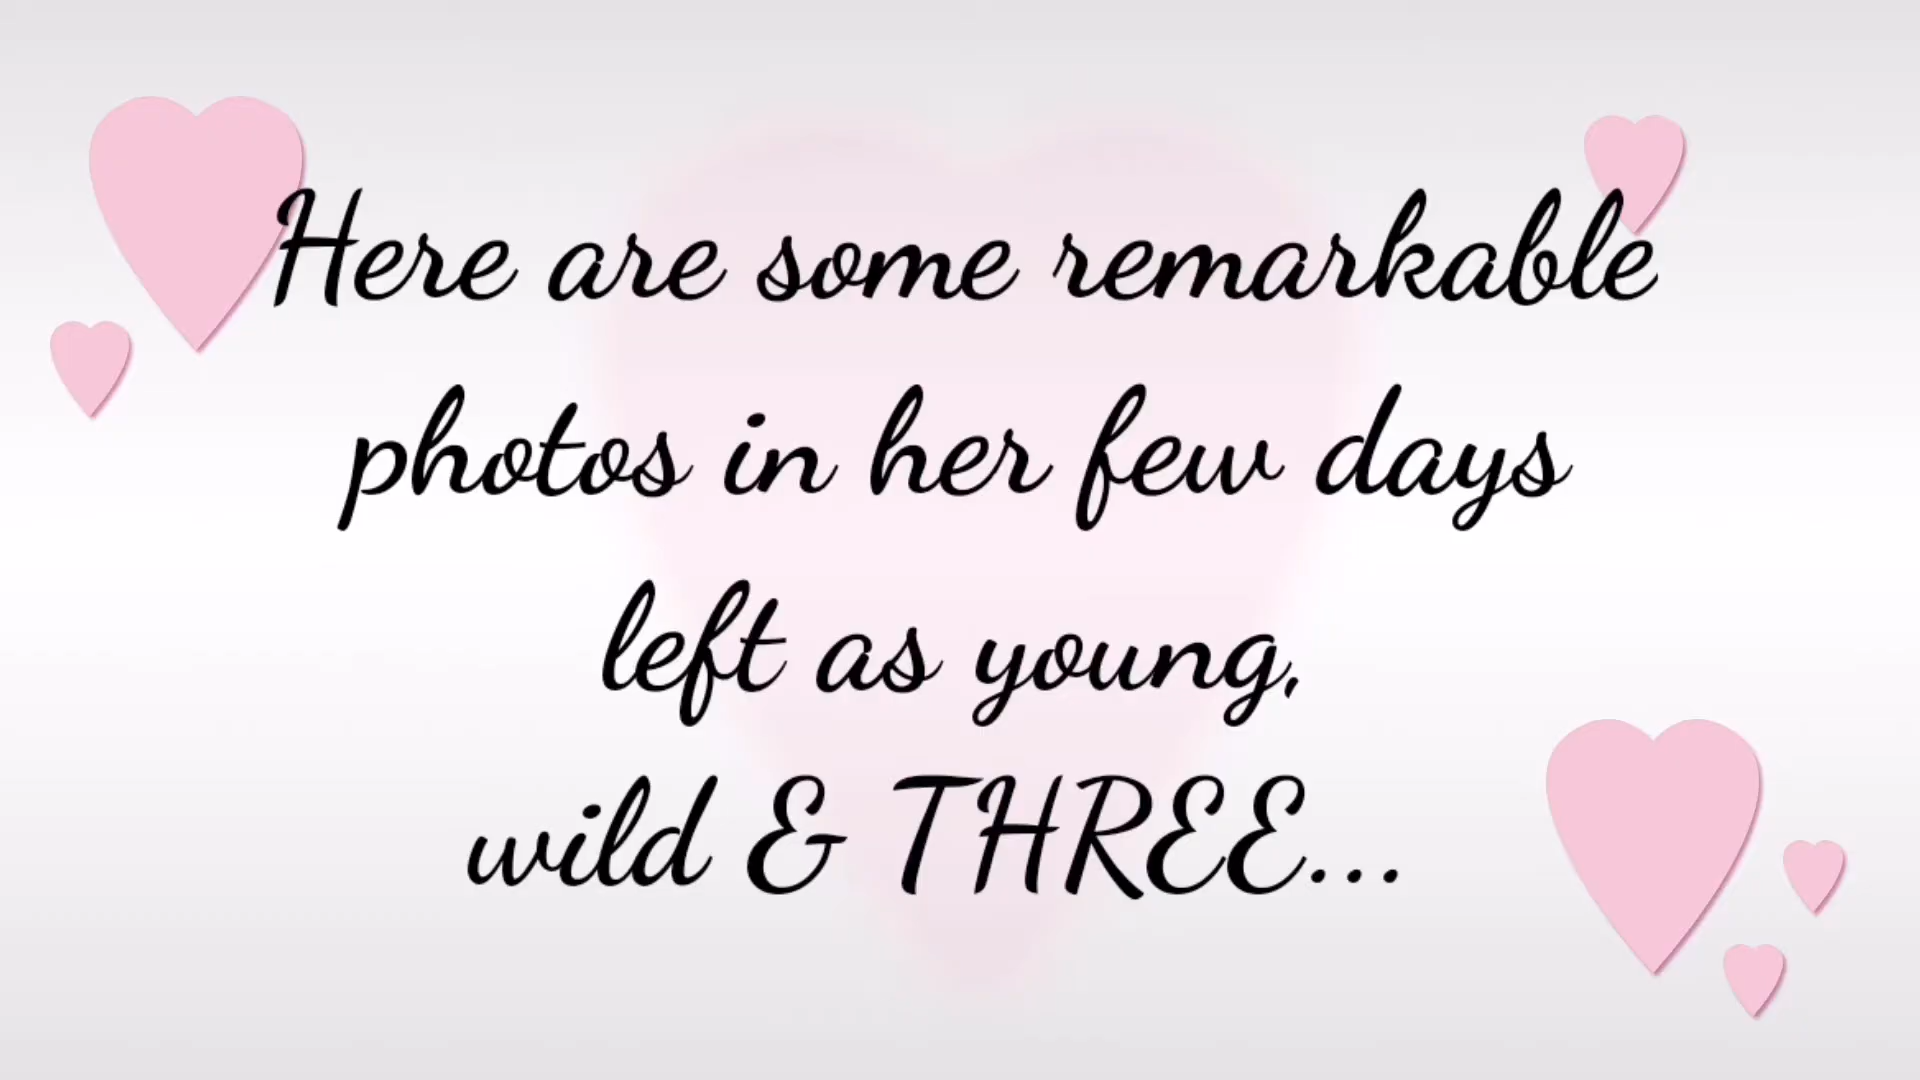 Here are some remarkable
photos in her few days
left as young,
wild & THREE...